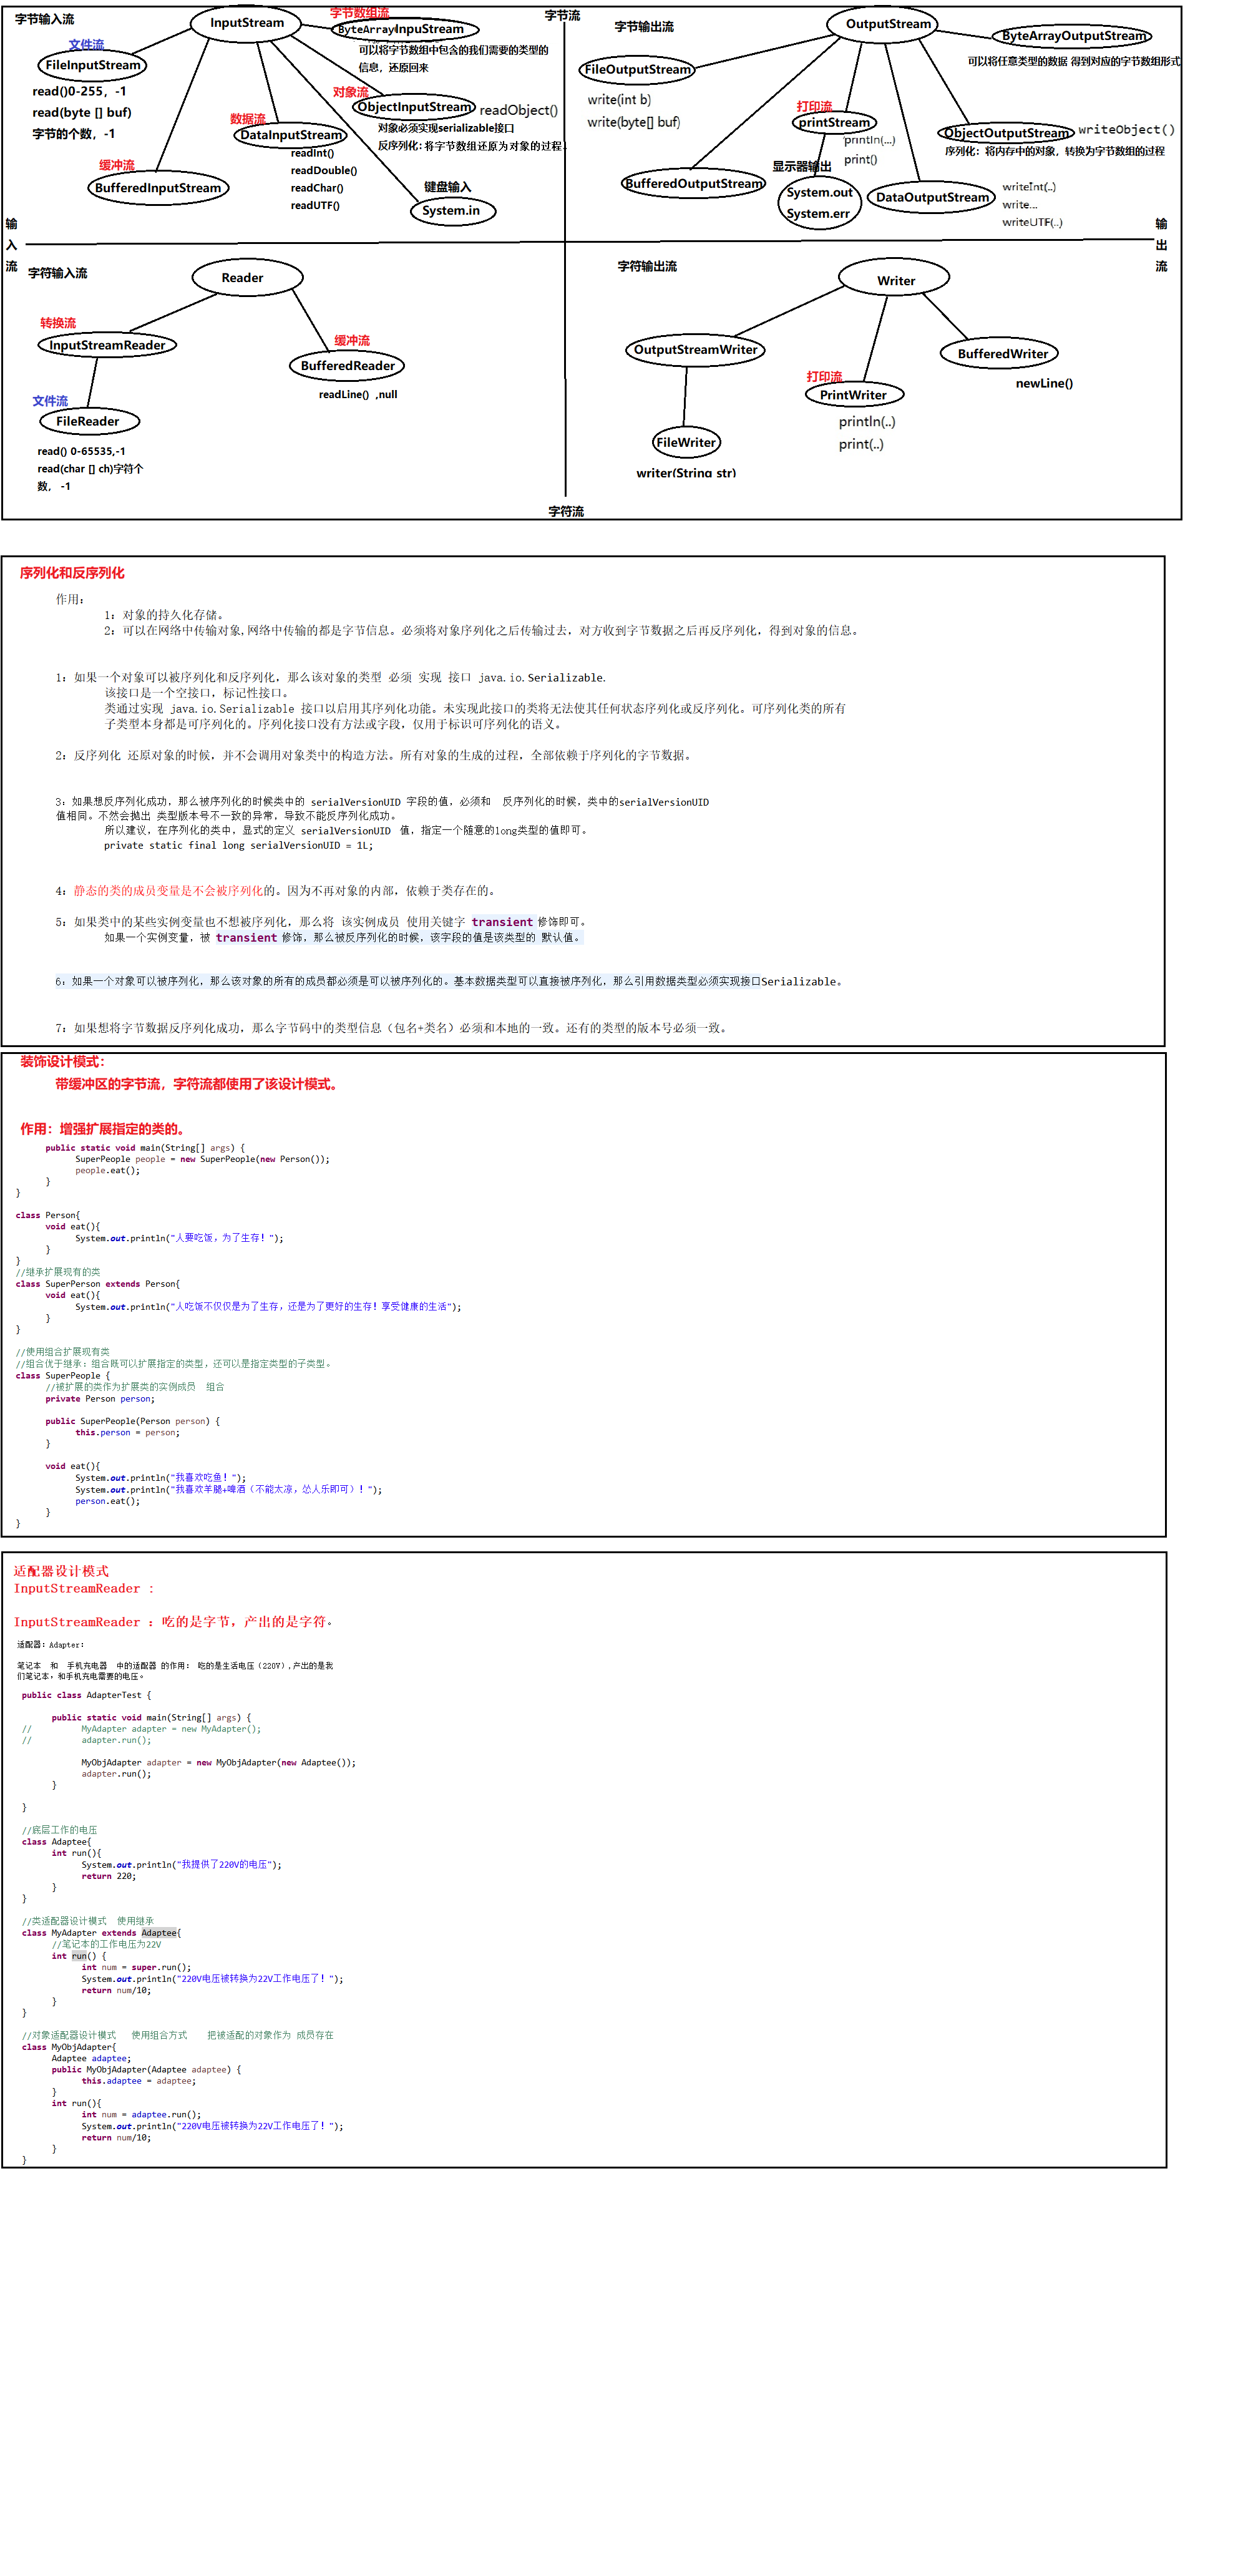 字节输入流
InputStream
字节数组流
ByteArrayInpuStream
可以将字节数组中包含的我们需要的类型的
信息，还原回来
文件流
FileInputStream
read()0-255，-1
read(byte [] buf)
字节的个数，-1
对象流
ObjectInputStream
readObject()
对象必须实现serializable接口
反序列化：将字节数组还原为对象的过程
数据流
DataInputStream
readInt()
readDouble()
readChar()
readUTF()
缓冲流
BufferedInputStream
键盘输入
System.in
字节流
字节输出流
OutputStream
ByteArrayOutputStream
可以将任意类型的数据 得到对应的字节数组形式
FileOutputStream
write(int b)
write(byte[] buf)
打印流
printStream
println(...)
print()
ObjectOutputStream
writeObject()
序列化：将内存中的对象，转换为字节数组的过程
BufferedOutputStream
显示器输出
System.out
System.err
DataOutputStream
writeInt(..)
write...
writeUTF(..)
输
入
流
输
出
流
字符输入流
Reader
转换流
InputStreamReader
缓冲流
BufferedReader
readLine() ,null
文件流
FileReader
read() 0-65535,-1
read(char [] ch)字符个
数， -1
字符输出流
Writer
OutputStreamWriter
BufferedWriter
newLine()
打印流
PrintWriter
println(..)
print(..)
FileWriter
writer(String str)
字符流
序列化和反序列化
作用：
1：对象的持久化存储。
2：可以在网络中传输对象,网络中传输的都是字节信息。必须将对象序列化之后传输过去，对方收到字节数据之后再反序列化，得到对象的信息。
1：如果一个对象可以被序列化和反序列化，那么该对象的类型 必须 实现 接口 java.io.Serializable.
该接口是一个空接口，标记性接口。
类通过实现 java.io.Serializable 接口以启用其序列化功能。未实现此接口的类将无法使其任何状态序列化或反序列化。可序列化类的所有
子类型本身都是可序列化的。序列化接口没有方法或字段，仅用于标识可序列化的语义。
2：反序列化 还原对象的时候，并不会调用对象类中的构造方法。所有对象的生成的过程，全部依赖于序列化的字节数据。
3：如果想反序列化成功，那么被序列化的时候类中的 serialVersionUID 字段的值，必须和 反序列化的时候，类中的serialVersionUID
值相同。不然会抛出 类型版本号不一致的异常，导致不能反序列化成功。
所以建议，在序列化的类中，显式的定义 serialVersionUID 值，指定一个随意的long类型的值即可。
private static final long serialVersionUID = 1L;
4：静态的类的成员变量是不会被序列化的。因为不再对象的内部，依赖于类存在的。
5：如果类中的某些实例变量也不想被序列化，那么将 该实例成员 使用关键字 transient 修饰即可。
如果一个实例变量，被 transient 修饰，那么被反序列化的时候，该字段的值是该类型的 默认值。
6：如果一个对象可以被序列化，那么该对象的所有的成员都必须是可以被序列化的。基本数据类型可以直接被序列化，那么引用数据类型必须实现接口Serializable。
7：如果想将字节数据反序列化成功，那么字节码中的类型信息（包名+类名）必须和本地的一致。还有的类型的版本号必须一致。
装饰设计模式：
带缓冲区的字节流，字符流都使用了该设计模式。
作用：增强扩展指定的类的。
public static void main(String[] args) {
SuperPeople people = new SuperPeople(new Person());
people.eat();
}
}
class Person{
void eat(){
System.out.println("人要吃饭，为了生存！");
}
}
//继承扩展现有的类
class SuperPerson extends Person{
void eat(){
System.out.println("人吃饭不仅仅是为了生存，还是为了更好的生存！享受健康的生活");
}
}
//使用组合扩展现有类
//组合优于继承：组合既可以扩展指定的类型，还可以是指定类型的子类型。
class SuperPeople {
//被扩展的类作为扩展类的实例成员 组合
private Person person;
public SuperPeople(Person person) {
this.person = person;
}
void eat(){
System.out.println("我喜欢吃鱼！");
System.out.println("我喜欢羊腿+啤酒（不能太凉，怂人乐即可）！");
person.eat();
}
}
适配器设计模式
InputStreamReader :
InputStreamReader : 吃的是字节，产出的是字符。
适配器：Adapter：
笔记本 和 手机充电器 中的适配器 的作用： 吃的是生活电压（220V）,产出的是我
们笔记本，和手机充电需要的电压。
public class AdapterTest {
public static void main(String[] args) {
// MyAdapter adapter = new MyAdapter();
// adapter.run();
MyObjAdapter adapter = new MyObjAdapter(new Adaptee());
adapter.run();
}
}
//底层工作的电压
class Adaptee{
int run(){
System.out.println("我提供了220V的电压");
return 220;
}
}
//类适配器设计模式 使用继承
class MyAdapter extends Adaptee{
//笔记本的工作电压为22V
int run() {
int num = super.run();
System.out.println("220V电压被转换为22V工作电压了！");
return num/10;
}
}
//对象适配器设计模式 使用组合方式 把被适配的对象作为 成员存在
class MyObjAdapter{
Adaptee adaptee;
public MyObjAdapter(Adaptee adaptee) {
this.adaptee = adaptee;
}
int run(){
int num = adaptee.run();
System.out.println("220V电压被转换为22V工作电压了！");
return num/10;
}
}